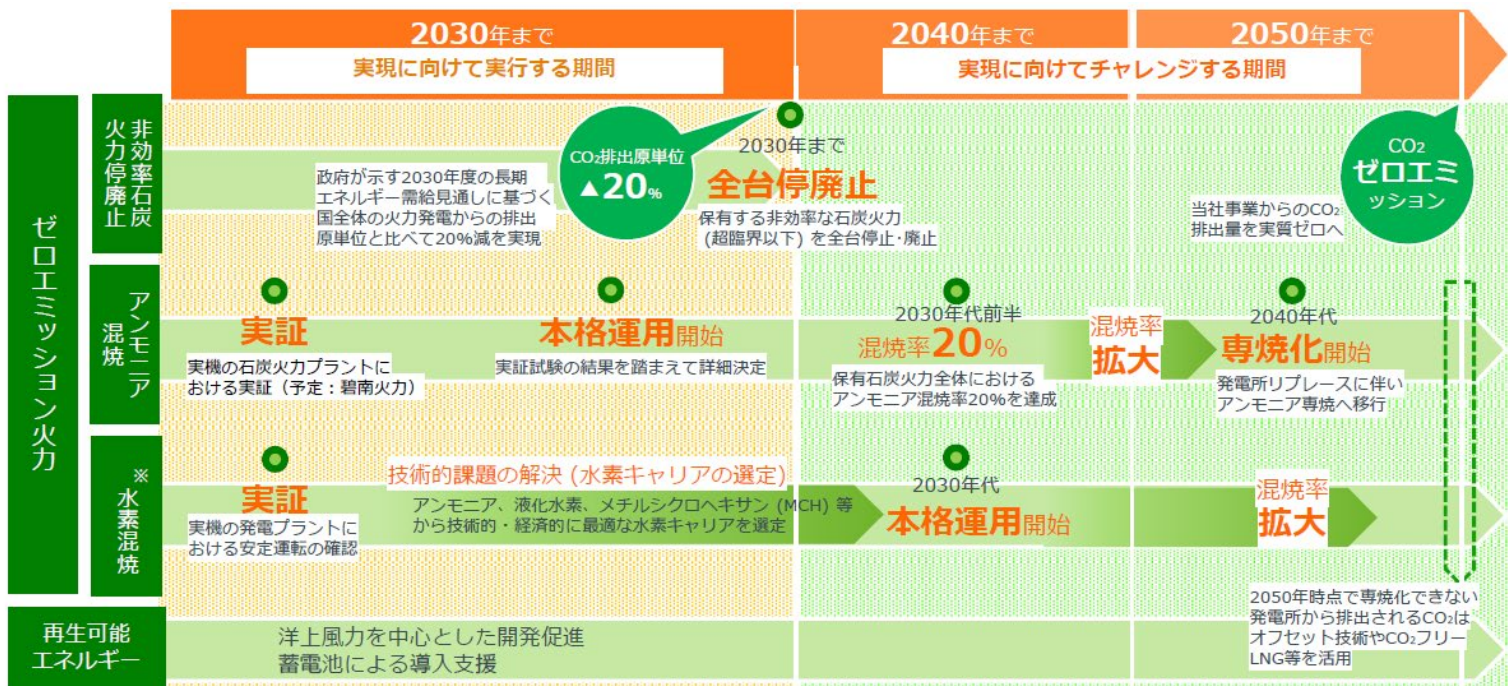 2030年まで
実現に向けて実行する期間
2040年まで
2050年まで
実現に向けてチャレンジする期間
ゼロエミッション火力
非効率石炭
火力停廃止
政府が示す2030年度の長期
エネルギー需給見通しに基づく
国全体の火力発電からの排出
原単位と比べて20%減を実現
CO₂排出原単位
▲20%
2030年まで
全台停廃止
保有する非効率な石炭火力
(超臨界以下) を全台停止・廃止
当社事業からのCO₂
排出量を実質ゼロへ
CO₂
ゼロエミ
ッション
アンモニア
混焼
実証
実機の石炭火力プラントに
おける実証（予定：碧南火力）
本格運用開始
実証試験の結果を踏まえて詳細決定
2030年代前半
混焼率20%
保有石炭火力全体における
アンモニア混焼率20%を達成
混焼率
拡大
2040年代
専焼化開始
発電所リプレースに伴い
アンモニア専焼へ移行
※
水素混焼
実証
実機の発電プラントに
おける安定運転の確認
技術的課題の解決 (水素キャリアの選定)
アンモニア、液化水素、メチルシクロヘキサン (MCH) 等
から技術的・経済的に最適な水素キャリアを選定
2030年代
本格運用開始
混焼率
拡大
2050年時点で専焼化できない
発電所から排出されるCO₂は
オフセット技術やCO₂フリー
LNG等を活用
再生可能
エネルギー
洋上風力を中心とした開発促進
蓄電池による導入支援